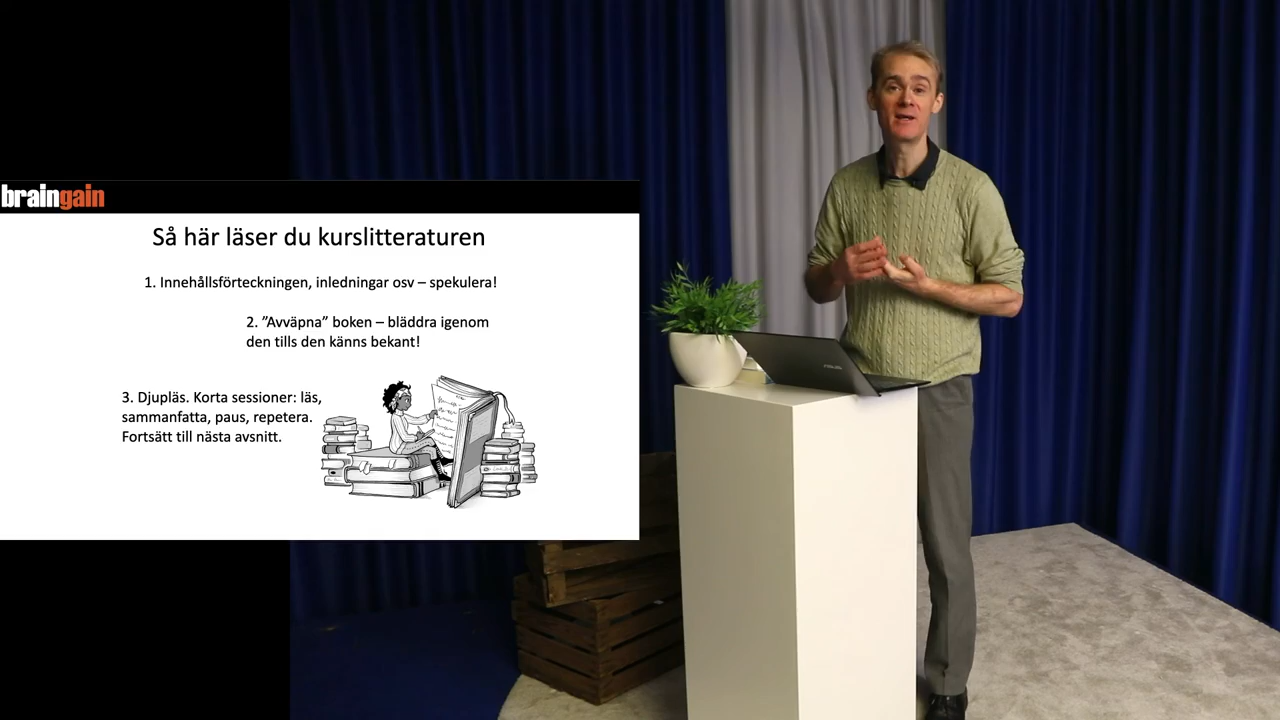 braingain
Så här läser du kurslitteraturen
1. Innehållsförteckningen, inledningar osv – spekulera!
2. ”Avväpna” boken – bläddra igenom
den tills den känns bekant!
3. Djupläs. Korta sessioner: läs,
sammanfatta, paus, repetera.
Fortsätt till nästa avsnitt.